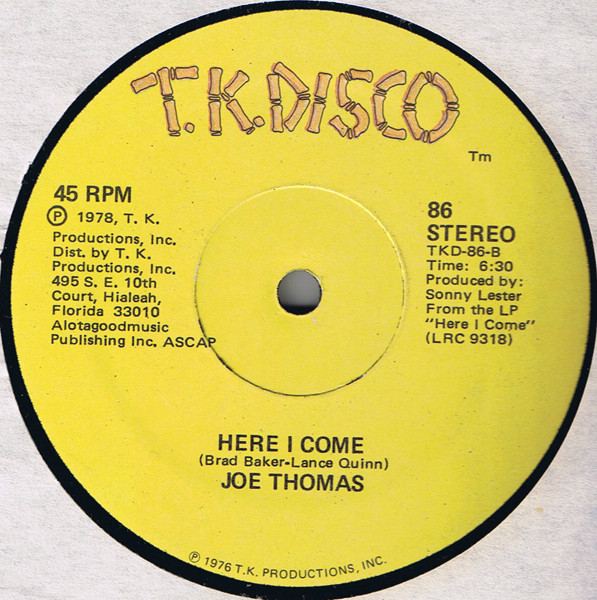 T.K.DISCO
Tm
45 RPM
℗ 1978, T. K.
Productions, Inc.
Dist. by T. K.
Productions, Inc.
495 S. E. 10th
Court, Hialeah,
Florida 33010
Alotagoodmusic
Publishing Inc. ASCAP
86
STEREO
TKD-86-B
Time: 6:30
Produced by:
Sonny Lester
From the LP
"Here I Come"
(LRC 9318)
HERE I COME
(Brad Baker-Lance Quinn)
JOE THOMAS
℗ 1976 T.K. PRODUCTIONS, INC.